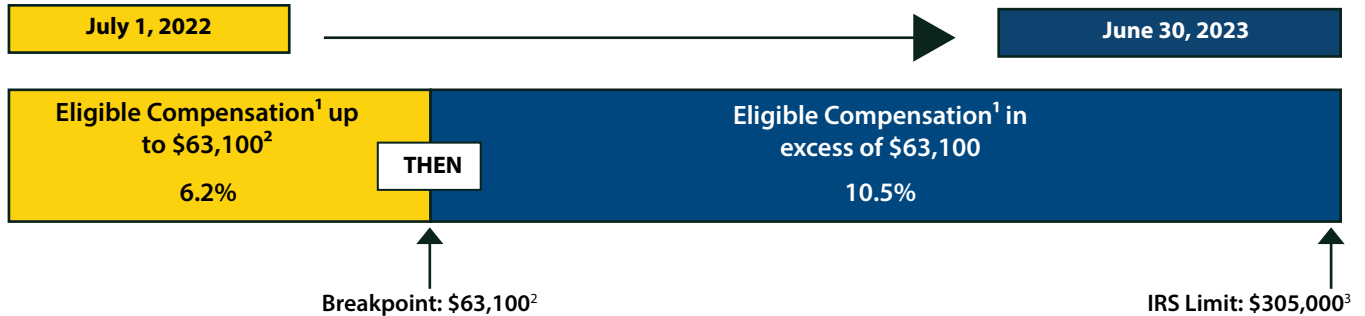 July 1, 2022
June 30, 2023
Eligible Compensation¹ up
to $63,100²
6.2%
THEN
Eligible Compensation¹ in
excess of $63,100
10.5%
Breakpoint: $63,100²
IRS Limit: $305,000³